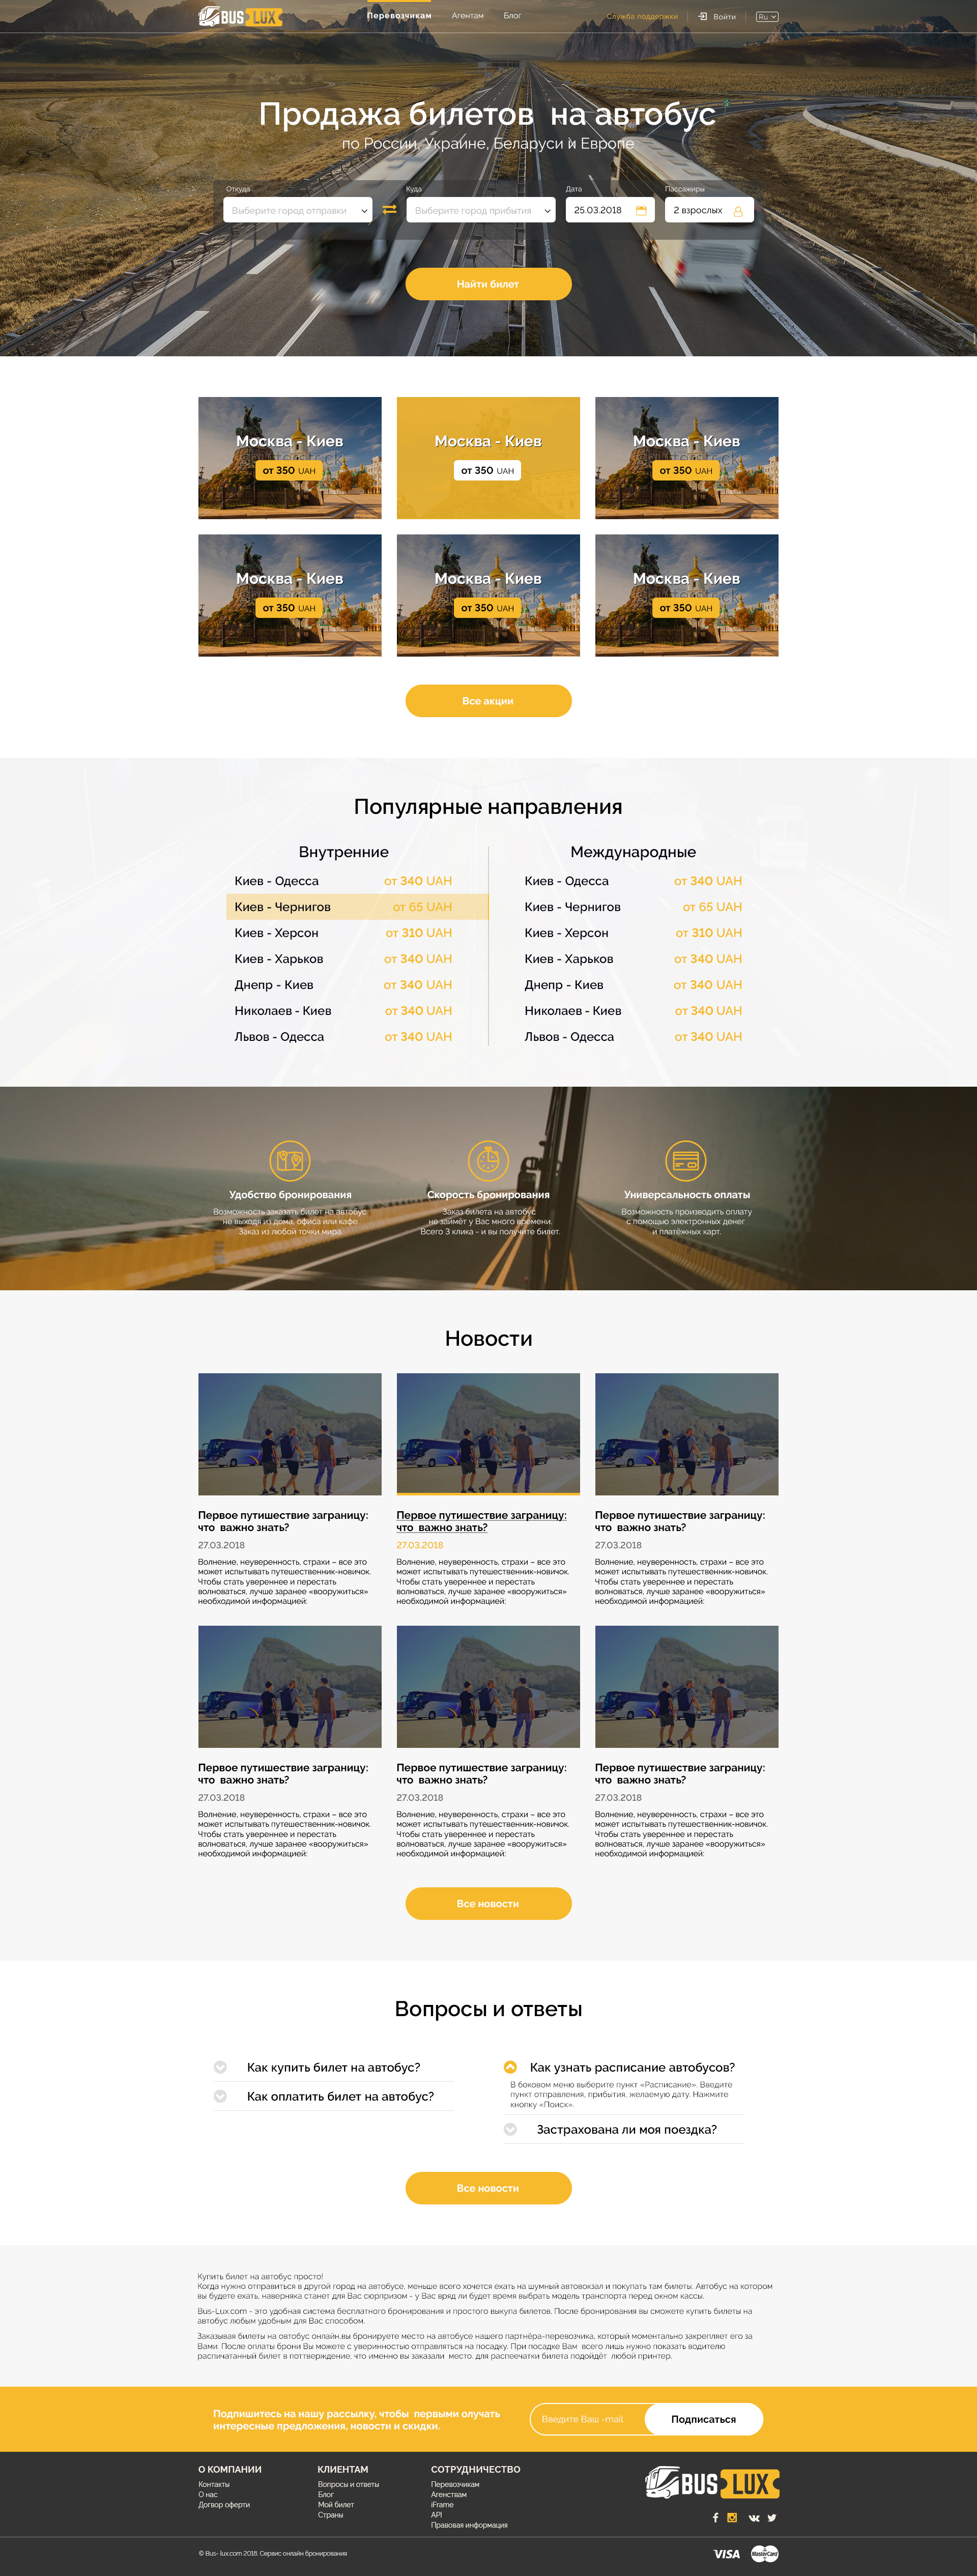 BUS LUX
Перевозчикам
Агентам
Блог
Служба поддержки
Войти
Ru
Продажа билетов на автобус
по России, Украине, Беларуси и Европе
Откуда
Куда
Дата
Пассажиры
Выберите город отправки
Выберите город прибытия
25.03.2018
2 взрослых
Найти билет
Москва - Киев
от 350 UAH
Москва - Киев
от 350 UAH
Москва - Киев
от 350 UAH
Москва - Киев
от 350 UAH
Москва - Киев
от 350 UAH
Москва - Киев
от 350 UAH
Все акции
Популярные направления
Внутренние
Киев - Одесса от 340 UAH
Киев - Чернигов от 65 UAH
Киев - Херсон от 310 UAH
Киев - Харьков от 340 UAH
Днепр - Киев от 340 UAH
Николаев - Киев от 340 UAH
Львов - Одесса от 340 UAH
Международные
Киев - Одесса от 340 UAH
Киев - Чернигов от 65 UAH
Киев - Херсон от 310 UAH
Киев - Харьков от 340 UAH
Днепр - Киев от 340 UAH
Николаев - Киев от 340 UAH
Львов - Одесса от 340 UAH
Удобство бронирования
Возможность заказать билет на автобус
не выходя из дома, офиса или кафе.
Заказ из любой точки мира.
Скорость бронирования
Заказ билета на автобус
не займёт у Вас много времени.
Всего 3 клика - и вы получите билет.
Универсальность оплаты
Возможность производить оплату
с помощью электронных денег
и платёжных карт.
Новости
Первое путишествие заграницу:
что важно знать?
27.03.2018
Волнение, неуверенность, страхи – все это
может испытывать путешественник-новичок.
Чтобы стать увереннее и перестать
волноваться, лучше заранее «вооружиться»
необходимой информацией:
Первое путишествие заграницу:
что важно знать?
27.03.2018
Волнение, неуверенность, страхи – все это
может испытывать путешественник-новичок.
Чтобы стать увереннее и перестать
волноваться, лучше заранее «вооружиться»
необходимой информацией:
Первое путишествие заграницу:
что важно знать?
27.03.2018
Волнение, неуверенность, страхи – все это
может испытывать путешественник-новичок.
Чтобы стать увереннее и перестать
волноваться, лучше заранее «вооружиться»
необходимой информацией:
Первое путишествие заграницу:
что важно знать?
27.03.2018
Волнение, неуверенность, страхи – все это
может испытывать путешественник-новичок.
Чтобы стать увереннее и перестать
волноваться, лучше заранее «вооружиться»
необходимой информацией:
Первое путишествие заграницу:
что важно знать?
27.03.2018
Волнение, неуверенность, страхи – все это
может испытывать путешественник-новичок.
Чтобы стать увереннее и перестать
волноваться, лучше заранее «вооружиться»
необходимой информацией:
Первое путишествие заграницу:
что важно знать?
27.03.2018
Волнение, неуверенность, страхи – все это
может испытывать путешественник-новичок.
Чтобы стать увереннее и перестать
волноваться, лучше заранее «вооружиться»
необходимой информацией:
Все новости
Вопросы и ответы
Как купить билет на автобус?
Как оплатить билет на автобус?
Как узнать расписание автобусов?
В боковом меню выберите пункт «Расписание». Введите
пункт отправления, прибытия, желаемую дату. Нажмите
кнопку «Поиск».
Застрахована ли моя поездка?
Все новости
Купить билет на автобус просто!
Когда нужно отправиться в другой город на автобусе, меньше всего хочется ехать на шумный автовокзал и покупать там билеты. Автобус на котором
вы будете ехать, наверняка станет для Вас сюрпризом - у Вас вряд ли будет время выбрать модель транспорта перед окном кассы.
Bus-Lux.com - это удобная система бесплатного бронирования и простого выкупа билетов. После бронирования вы сможете купить билеты на
автобус любым удобным для Вас способом.
Заказывая билеты на автобус онлайн,вы бронируете место на автобусе нашего партнёра-перевозчика, который моментально закрепляет его за
Вами. После оплаты брони Вы можете с уверинностью отправляться на посадку. При посадке Вам всего лишь нужно показать водителю
распичатанный билет в поттверждение, что именно вы заказали место. для распеечатки билета подойдёт любой принтер.
Подпишитесь на нашу рассылку, чтобы первыми олучать
интересные предложения, новости и скидки.
Введите Ваш -mail
Подписаться
О КОМПАНИИ
Контакты
О нас
Догвор оферти
КЛИЕНТАМ
Вопросы и ответы
Блог
Мой билет
Страны
СОТРУДНИЧЕСТВО
Перевозчикам
Агенствам
iFrame
API
Правовая информация
BUS LUX
© Bus- lux.com 2018. Сервис онлайн бронирования
VISA
MasterCard